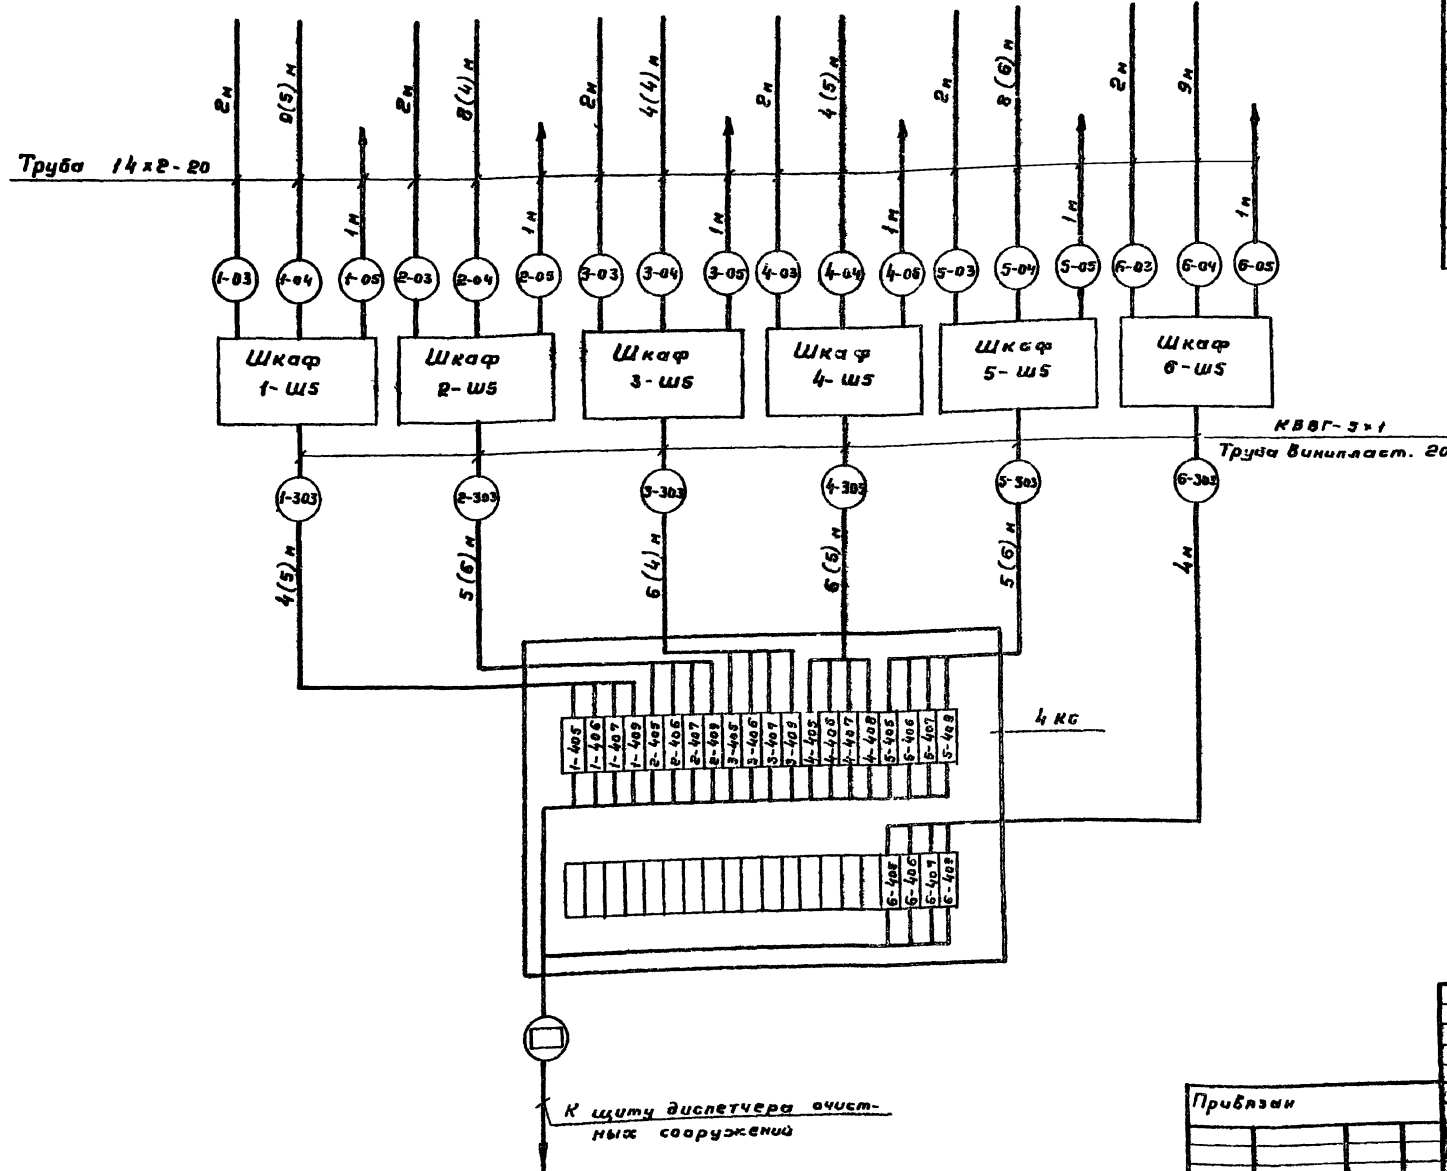 2м 9(5)м 2м 8(4)м 2м 4(4)м 2м 4(5)м 2м 8(6)м 2м 9м
Труба 14x2-20
1м 1м 1м 1м 1м 1м
1-03 1-04 1-05 2-03 2-04 2-05 3-03 3-04 3-05 4-03 4-04 4-05 5-03 5-04 5-05 6-03 6-04 6-05
Шкаф
1-Ш5
Шкаф
2-Ш5
Шкаф
3-Ш5
Шкаф
4-Ш5
Шкаф
5-Ш5
Шкаф
6-Ш5
КВВГ-5x1
Труба Винипласт. 20
1-303 2-303 3-303 4-303 5-303 6-303
4(5)м 5(6)м 6(4)м 6(5)м 5(6)м 4м
1-405 1-406 1-407 1-409 2-405 2-406 2-407 2-409 3-405 3-406 3-407 3-409 4-405 4-406 4-407 4-408 5-405 5-406 5-407 5-409
4 КС
6-405 6-406 6-407 6-409
К щиту диспетчера очист-
ных сооружений
Привязан